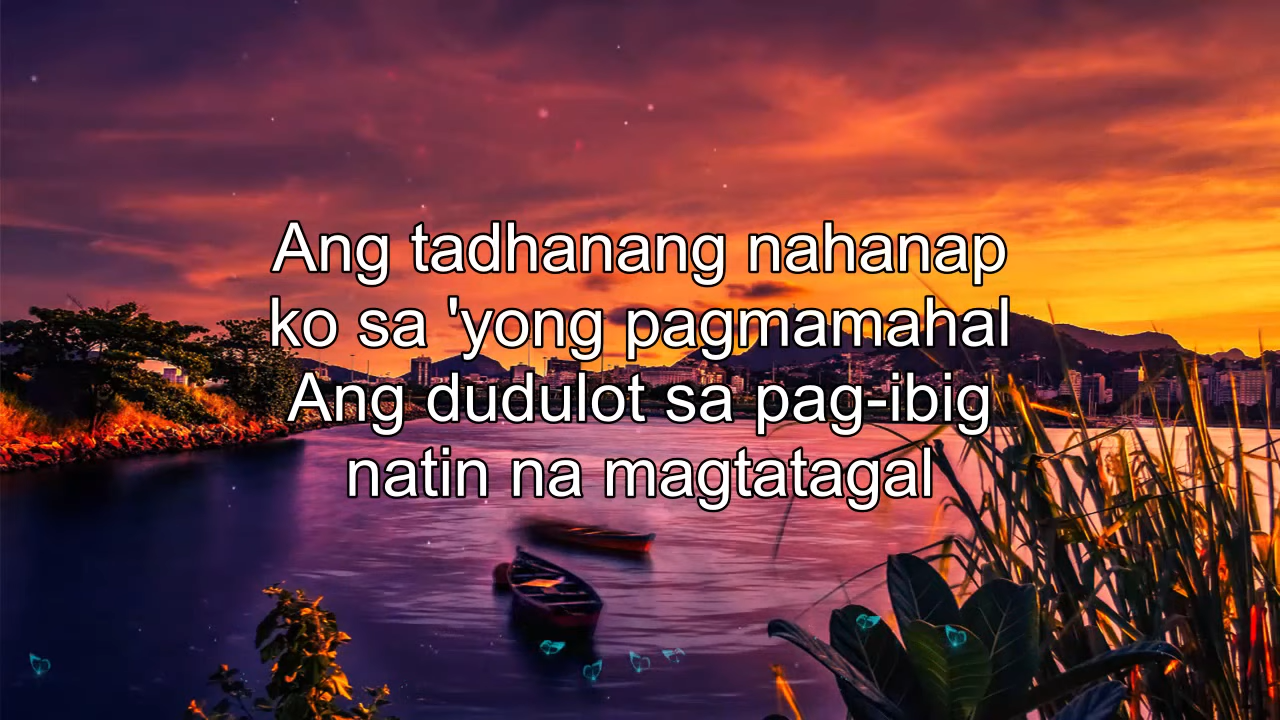 Ang tadhanang nahanap
ko sa 'yong pagmamahal
Ang dudulot sa pag-ibig
natin na magtatagal